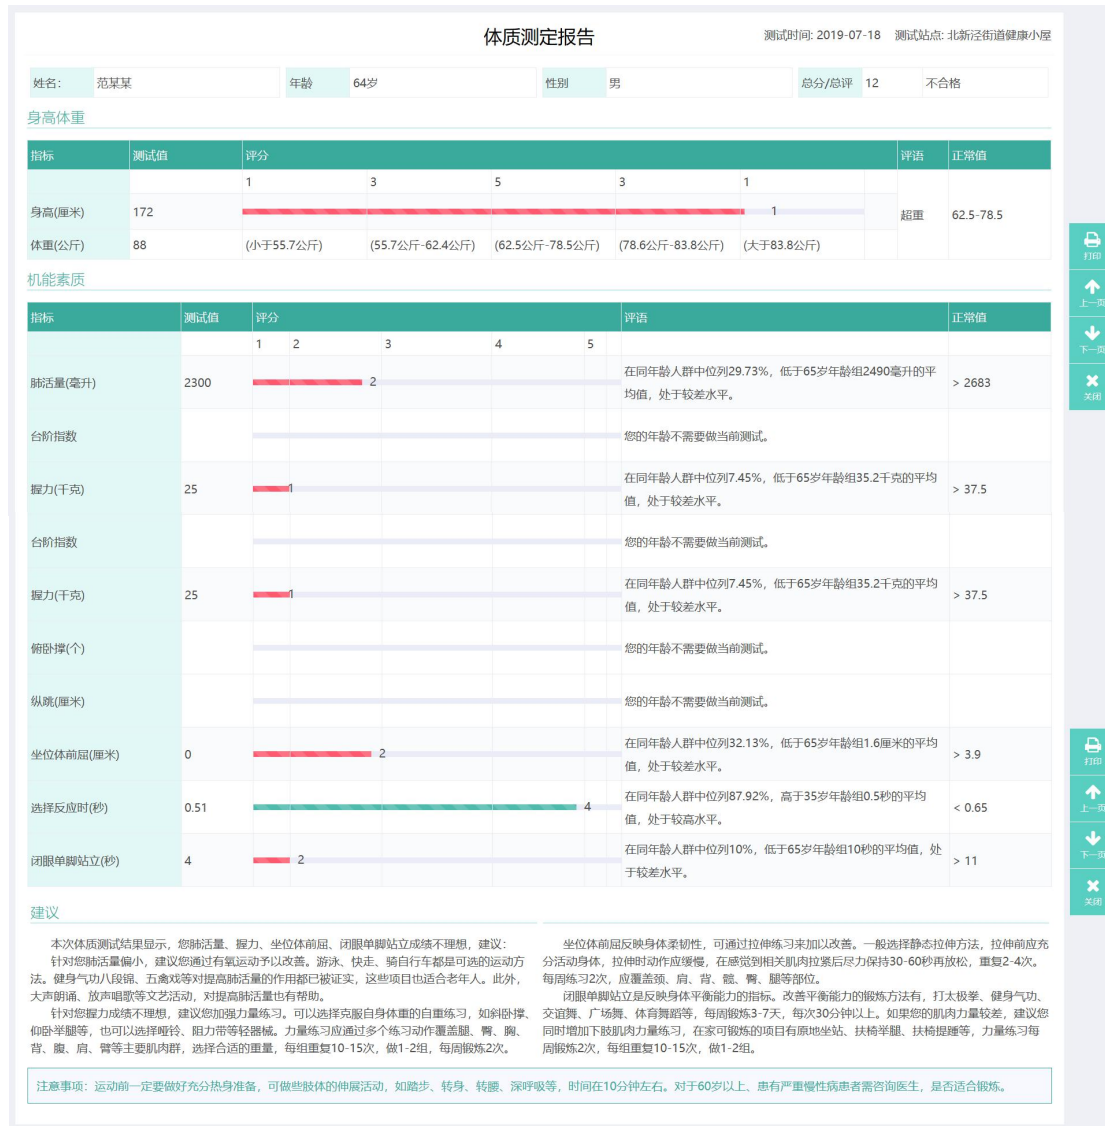 体质测定报告
测试时间: 2019-07-18 测试站点: 北新泾街道健康小屋
姓名: 范某某 年龄 64岁 性别 男 总分/总评 12 不合格
身高体重
指标 测试值 评分 评语 正常值
1 3 5 3 1
身高(厘米) 172 1
超重 62.5-78.5
体重(公斤) 88 (小于55.7公斤) (55.7公斤-62.4公斤) (62.5公斤-78.5公斤) (78.6公斤-83.8公斤) (大于83.8公斤)
机能素质
指标 测试值 评分 评语 正常值
1 2 3 4 5
肺活量(毫升) 2300 2 在同年龄人群中位列29.73%，低于65岁年龄组2490毫升的平
均值，处于较差水平。 > 2683
台阶指数 您的年龄不需要做当前测试。
握力(千克) 25 1 在同年龄人群中位列7.45%，低于65岁年龄组35.2千克的平均
值，处于较差水平。 > 37.5
台阶指数 您的年龄不需要做当前测试。
握力(千克) 25 1 在同年龄人群中位列7.45%，低于65岁年龄组35.2千克的平均
值，处于较差水平。 > 37.5
俯卧撑(个) 您的年龄不需要做当前测试。
纵跳(厘米) 您的年龄不需要做当前测试。
坐位体前屈(厘米) 0 2 在同年龄人群中位列32.13%，低于65岁年龄组1.6厘米的平均
值，处于较差水平。 > 3.9
选择反应时(秒) 0.51 4 在同年龄人群中位列87.92%，高于35岁年龄组0.5秒的平均
值，处于较高水平。 < 0.65
闭眼单脚站立(秒) 4 2 在同年龄人群中位列10%，低于65岁年龄组10秒的平均值，处
于较差水平。 > 11
建议
本次体质测试结果显示，您肺活量、握力、坐位体前屈、闭眼单脚站立成绩不理想，建议：
针对您肺活量偏小，建议您通过有氧运动予以改善。游泳、快走、骑自行车都是可选的运动方
法。健身气功八段锦、五禽戏等对提高肺活量的作用都已被证实，这些项目也适合老年人。此外，
大声朗诵、放声唱歌等文艺活动，对提高肺活量也有帮助。
针对您握力成绩不理想，建议您加强力量练习。可以选择克服自身体重的自重练习，如斜卧撑、
仰卧举腿等，也可以选择哑铃、阻力带等轻器械。力量练习应通过多个练习动作覆盖腿、臀、胸、
背、腹、肩、臂等主要肌肉群，选择合适的重量，每组重复10-15次，做1-2组，每周锻炼2次。
坐位体前屈反映身体柔韧性，可通过拉伸练习来加以改善。一般选择静态拉伸方法，拉伸前应充
分活动身体，拉伸时动作应缓慢，在感觉到相关肌肉拉紧后尽力保持30-60秒再放松，重复2-4次。
每周练习2次，应覆盖颈、肩、背、髋、臀、腿等部位。
闭眼单脚站立是反映身体平衡能力的指标。改善平衡能力的锻炼方法有，打太极拳、健身气功、
交谊舞、广场舞、体育舞蹈等，每周锻炼3-7天，每次30分钟以上。如果您的肌肉力量较差，建议您
同时增加下肢肌肉力量练习，在家可锻炼的项目有原地坐站、扶椅举腿、扶椅提踵等，力量练习每
周锻炼2次，每组重复10-15次，做1-2组。
注意事项：运动前一定要做好充分热身准备，可做些肢体的伸展活动，如踏步、转身、转腰、深呼吸等，时间在10分钟左右。对于60岁以上、患有严重慢性病患者需咨询医生，是否适合锻炼。
打印
上一页
下一页
关闭
打印
上一页
下一页
关闭